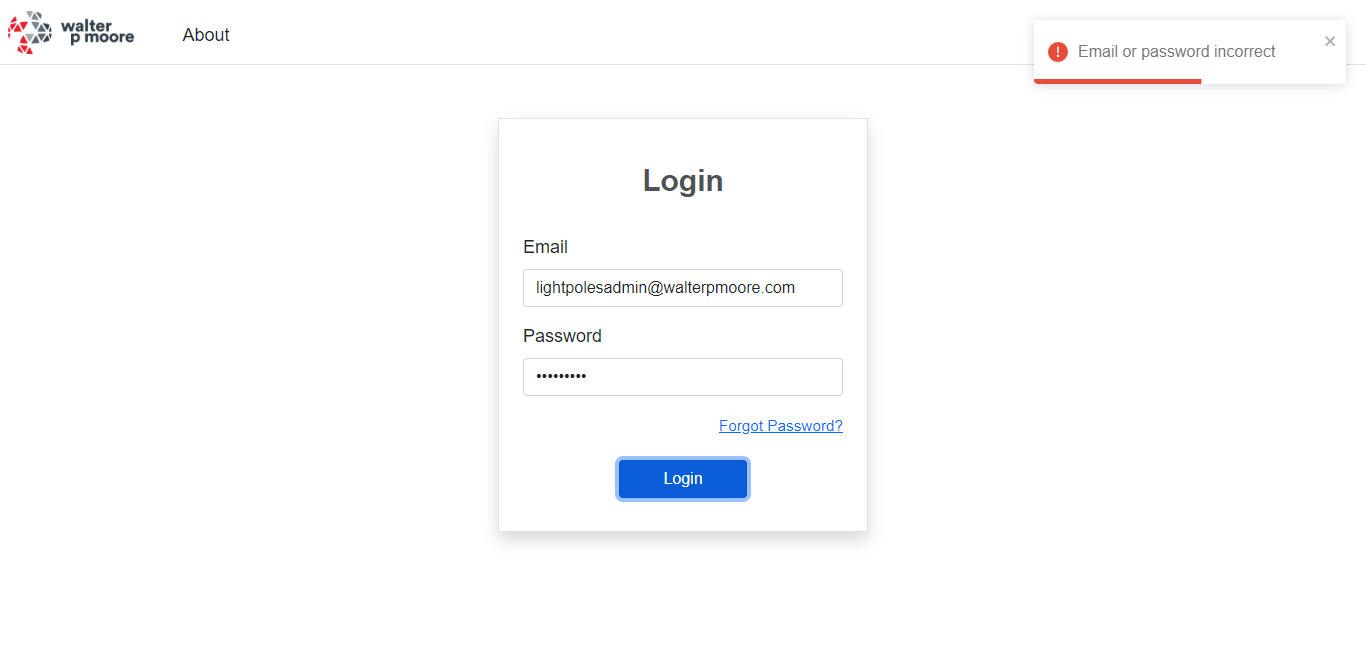 walter
p moore
About
Email or password incorrect
Login
Email
lightpolesadmin@walterpmoore.com
Password
•••••••••
Forgot Password?
Login